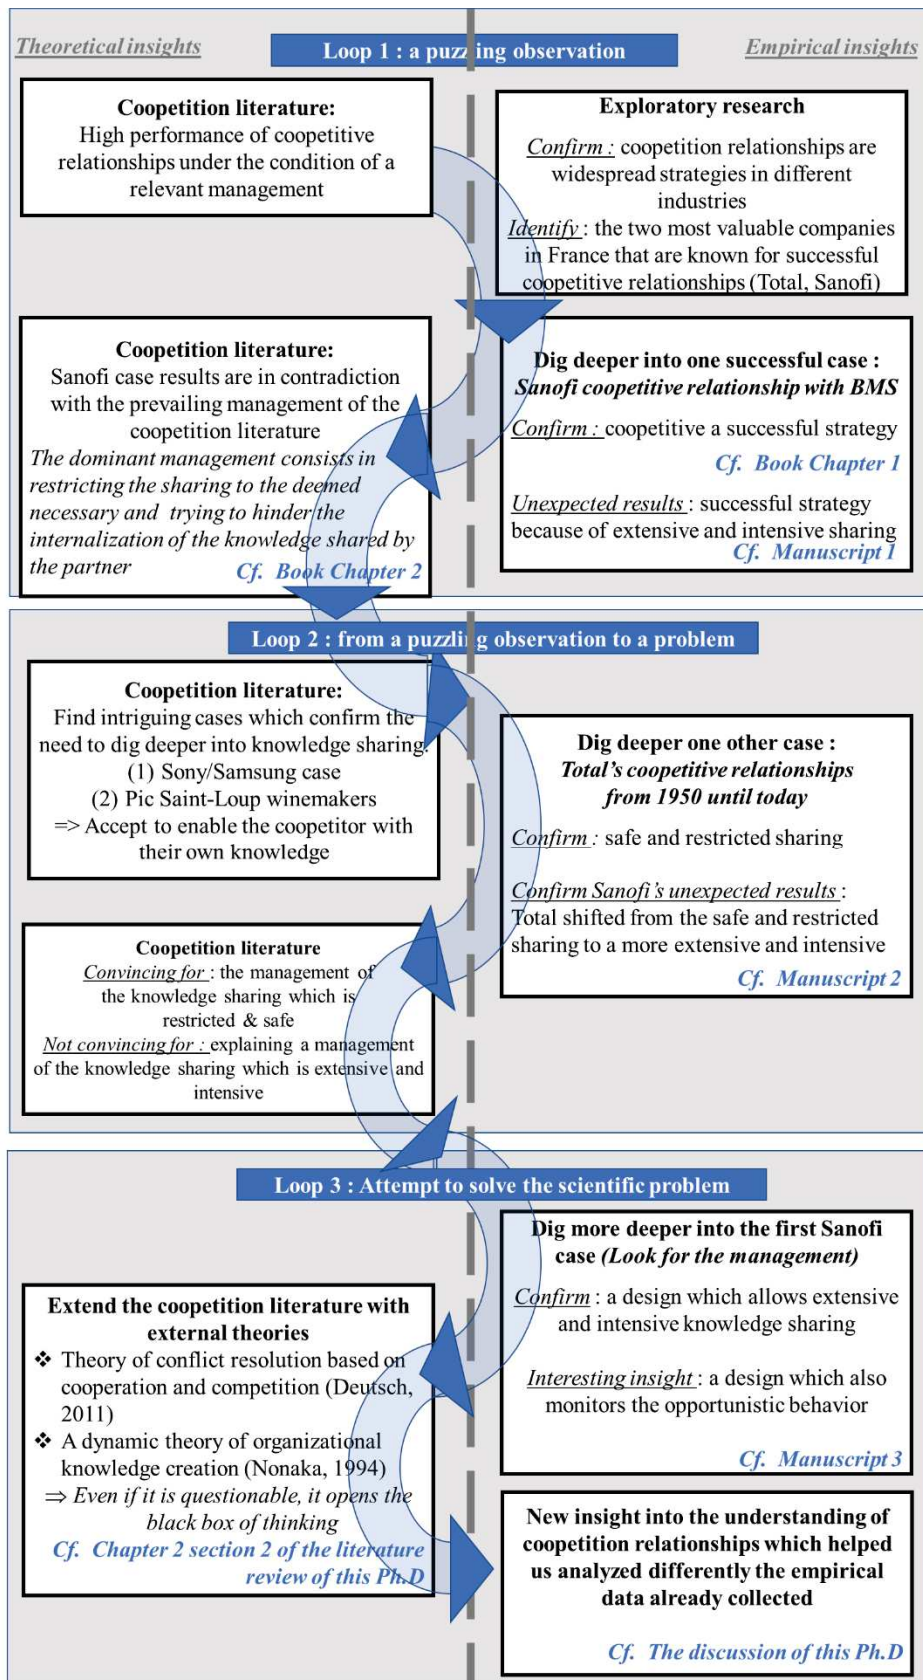 Theoretical insights
Loop 1 : a puzzling observation
Empirical insights
Coopetition literature:
High performance of coopetitive
relationships under the condition of a
relevant management
Exploratory research
Confirm : coopetition relationships are
widespread strategies in different
industries
Identify : the two most valuable companies
in France that are known for successful
coopetitive relationships (Total, Sanofi)
Coopetition literature:
Sanofi case results are in contradiction
with the prevailing management of the
coopetition literature
The dominant management consists in
restricting the sharing to the deemed
necessary and trying to hinder the
internalization of the knowledge shared by
the partner
Cf. Book Chapter 2
Dig deeper into one successful case :
Sanofi coopetitive relationship with BMS
Confirm : coopetitive a successful strategy
Cf. Book Chapter 1
Unexpected results : successful strategy
because of extensive and intensive sharing
Cf. Manuscript 1
Loop 2 : from a puzzling observation to a problem
Coopetition literature:
Find intriguing cases which confirm the
need to dig deeper into knowledge sharing.
(1) Sony/Samsung case
(2) Pic Saint-Loup winemakers
=> Accept to enable the coopetitor with
their own knowledge
Dig deeper one other case :
Total's coopetitive relationships
from 1950 until today
Confirm : safe and restricted sharing
Confirm Sanofi's unexpected results :
Total shifted from the safe and restricted
sharing to a more extensive and intensive
Cf. Manuscript 2
Coopetition literature
Convincing for : the management of
the knowledge sharing which is
restricted & safe
Not convincing for : explaining a management
of the knowledge sharing which is extensive and
intensive
Loop 3 : Attempt to solve the scientific problem
Dig more deeper into the first Sanofi
case (Look for the management)
Confirm : a design which allows extensive
and intensive knowledge sharing
Interesting insight : a design which also
monitors the opportunistic behavior
Cf. Manuscript 3
Extend the coopetition literature with
external theories
❖ Theory of conflict resolution based on
cooperation and competition (Deutsch,
2011)
❖ A dynamic theory of organizational
knowledge creation (Nonaka, 1994)
⇒ Even if it is questionable, it opens the
black box of thinking
Cf. Chapter 2 section 2 of the literature
review of this Ph.D
New insight into the understanding of
coopetition relationships which helped
us analyzed differently the empirical
data already collected
Cf. The discussion of this Ph.D